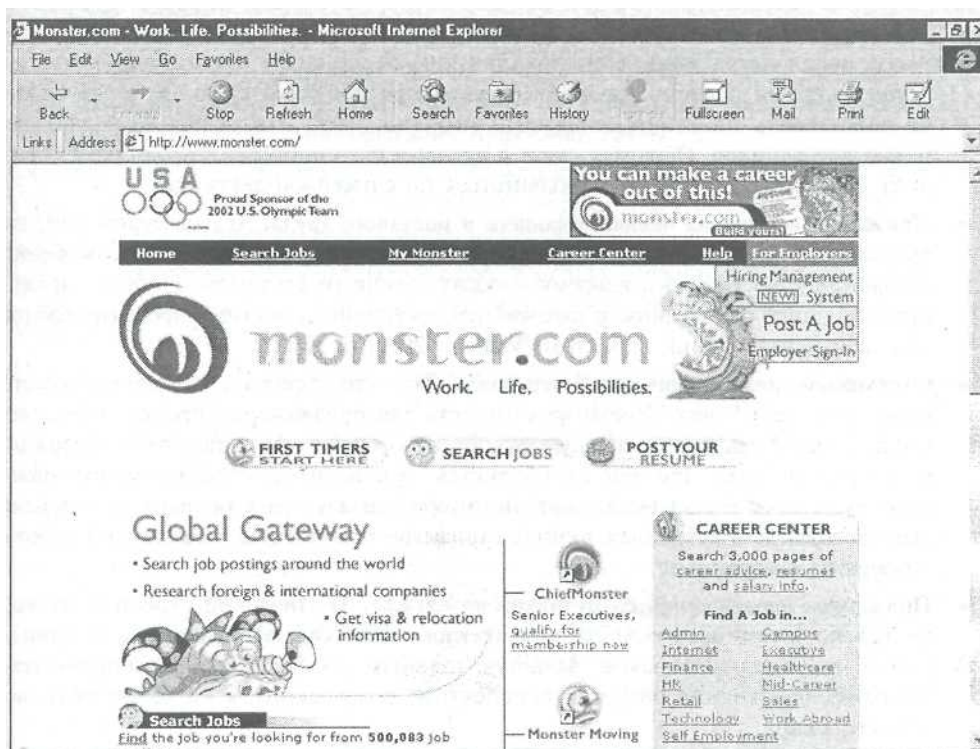 Monster.com - Work. Life. Possibilities. - Microsoft Internet Explorer
File Edit View Go Favorites Help
Back Stop Refresh Home Search Favorites History Fullscreen Mail Print Edit
Links Address http://www.monster.com/
USA
Proud Sponsor of the
2002 U.S. Olympic Team
You can make a career
out of this!
monster.com
Build yours!
Home Search Jobs My Monster Career Center Help For Employers
Hiring Management
NEW! System
Post A Job
Employer Sign-In
monster.com
Work. Life. Possibilities.
FIRST TIMERS
START HERE
SEARCH JOBS
POST YOUR
RESUME
Global Gateway
• Search job postings around the world
• Research foreign & international companies
• Get visa & relocation
information
Search Jobs
Find the job you're looking for from 500,083 job
ChiefMonster
Senior Executives,
qualify for
membership now
Monster Moving
CAREER CENTER
Search 3,000 pages of
career advice, resumes
and salary info.
Find A Job in...
Admin Campus
Internet Executive
Finance Healthcare
HR Mid-Career
Retail Sales
Technology Work Abroad
Self Employment